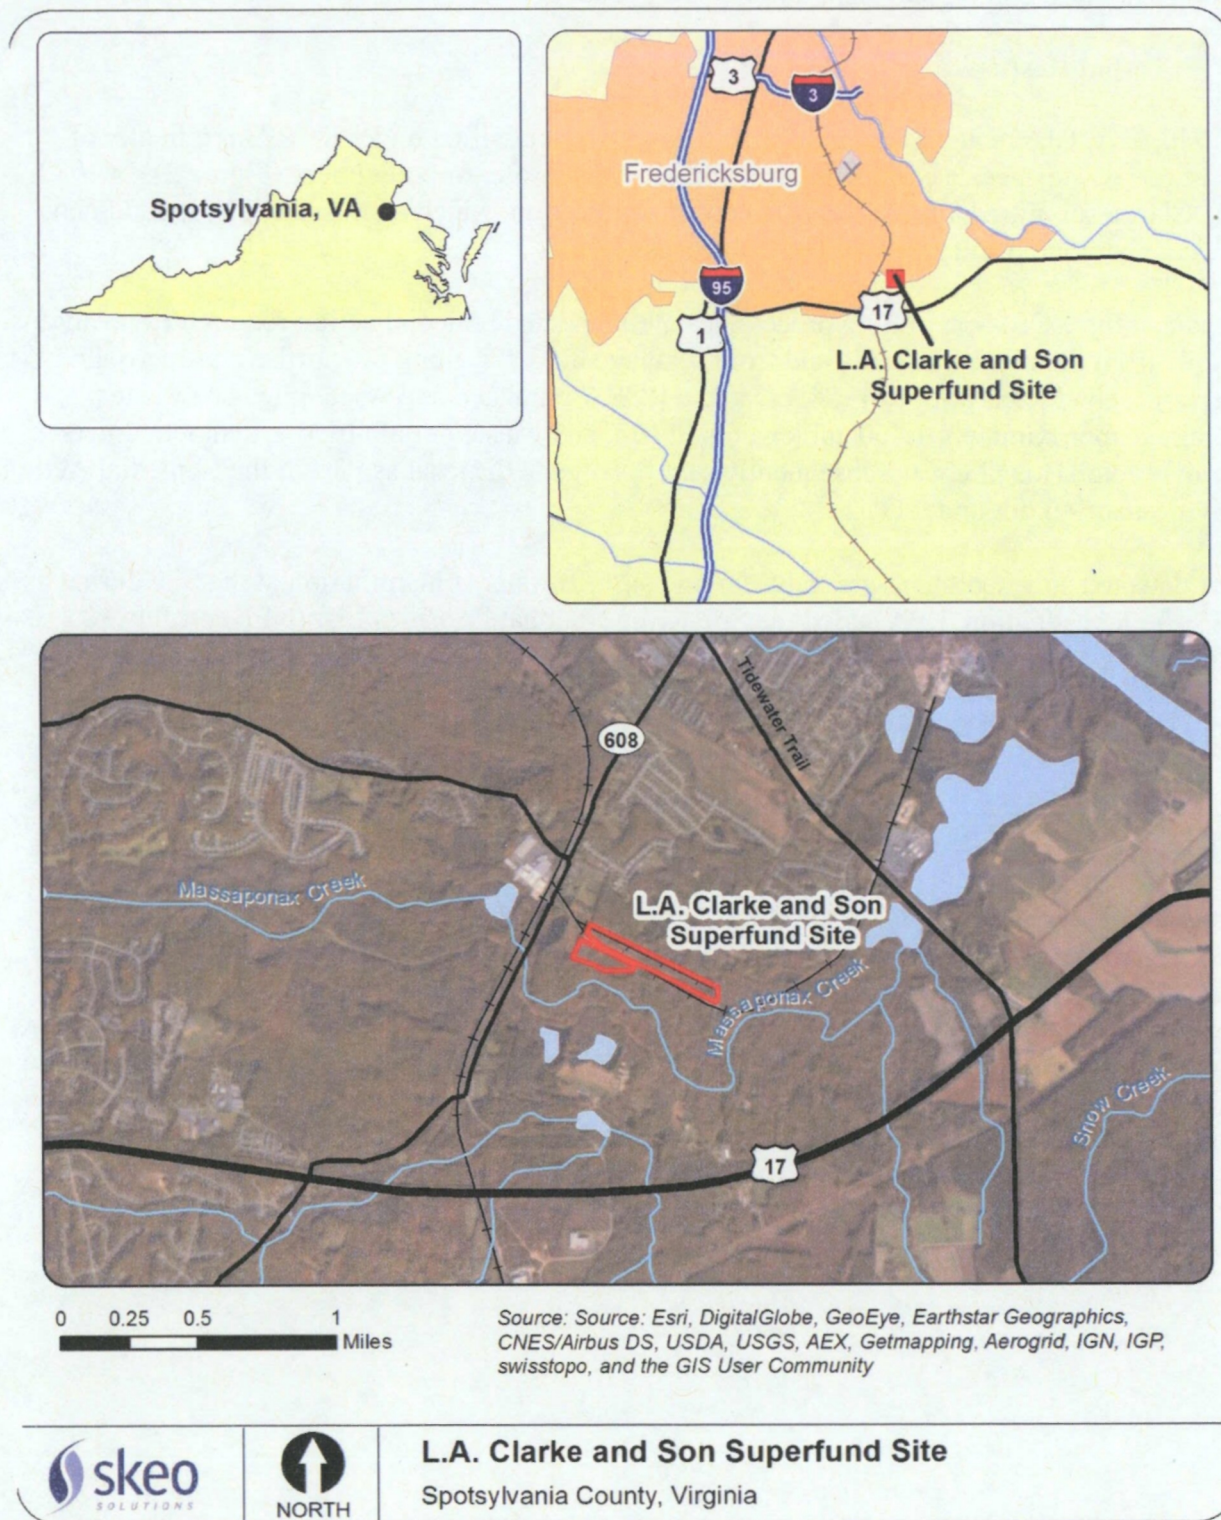 Spotsylvania, VA
3
3
Fredericksburg
95
1
17
L.A. Clarke and Son
Superfund Site
608
Tidewater Trail
Massaponax Creek
L.A. Clarke and Son
Superfund Site
Massaponax Creek
Snow Creek
17
0 0.25 0.5 1
Miles
Source: Source: Esri, DigitalGlobe, GeoEye, Earthstar Geographics,
CNES/Airbus DS, USDA, USGS, AEX, Getmapping, Aerogrid, IGN, IGP,
swisstopo, and the GIS User Community
skeo
SOLUTIONS
NORTH
L.A. Clarke and Son Superfund Site
Spotsylvania County, Virginia